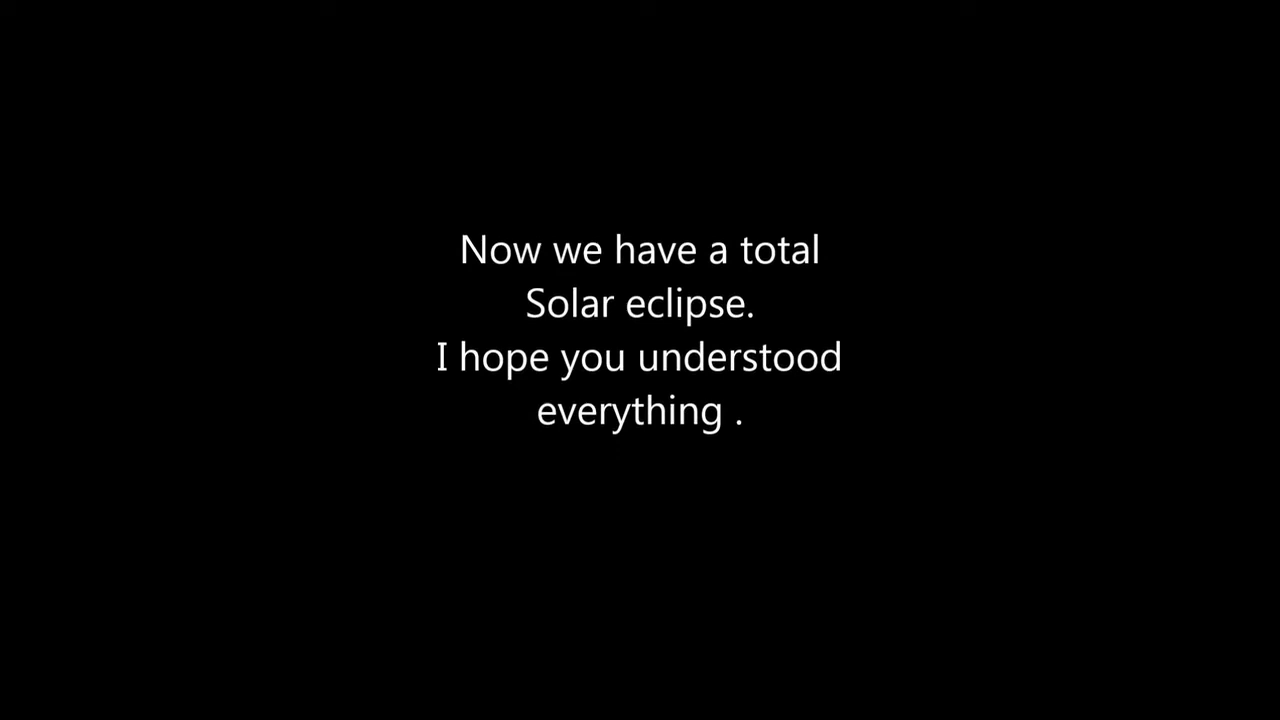 Now we have a total
Solar eclipse.
I hope you understood
everything .